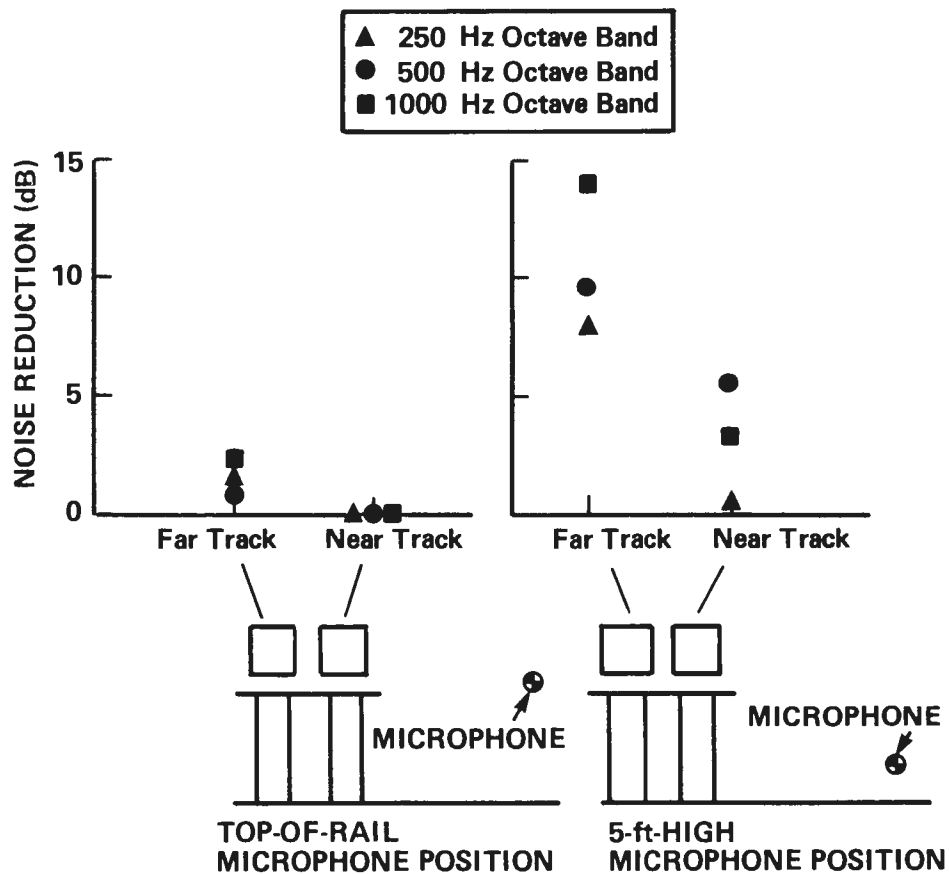 ▲ 250 Hz Octave Band
● 500 Hz Octave Band
■ 1000 Hz Octave Band
NOISE REDUCTION (dB)
15
10
5
0
Far Track
Near Track
Far Track
Near Track
MICROPHONE
MICROPHONE
TOP-OF-RAIL
MICROPHONE POSITION
5-ft-HIGH
MICROPHONE POSITION